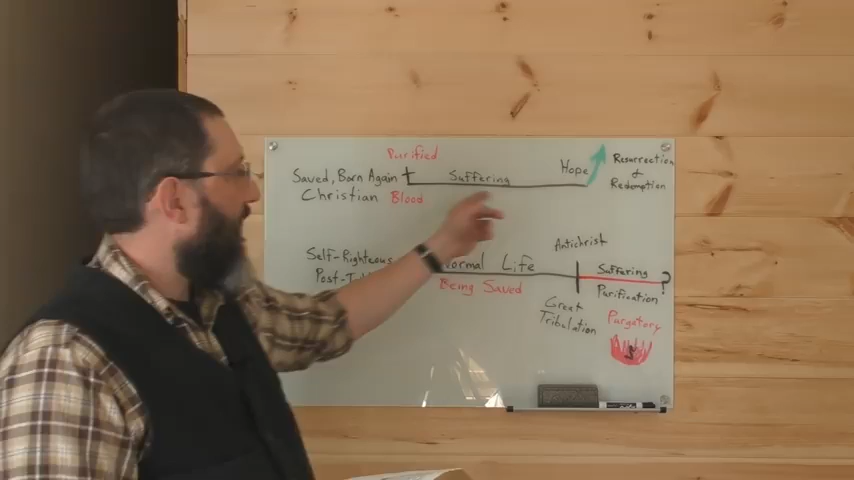 Purified
Saved, Born Again Suffering Hope Resurrection
Christian Blood & Redemption
Self-Righteous Normal Life Antichrist Suffering ?
Post-T
Being Saved Purification
Great
Tribulation Purgatory